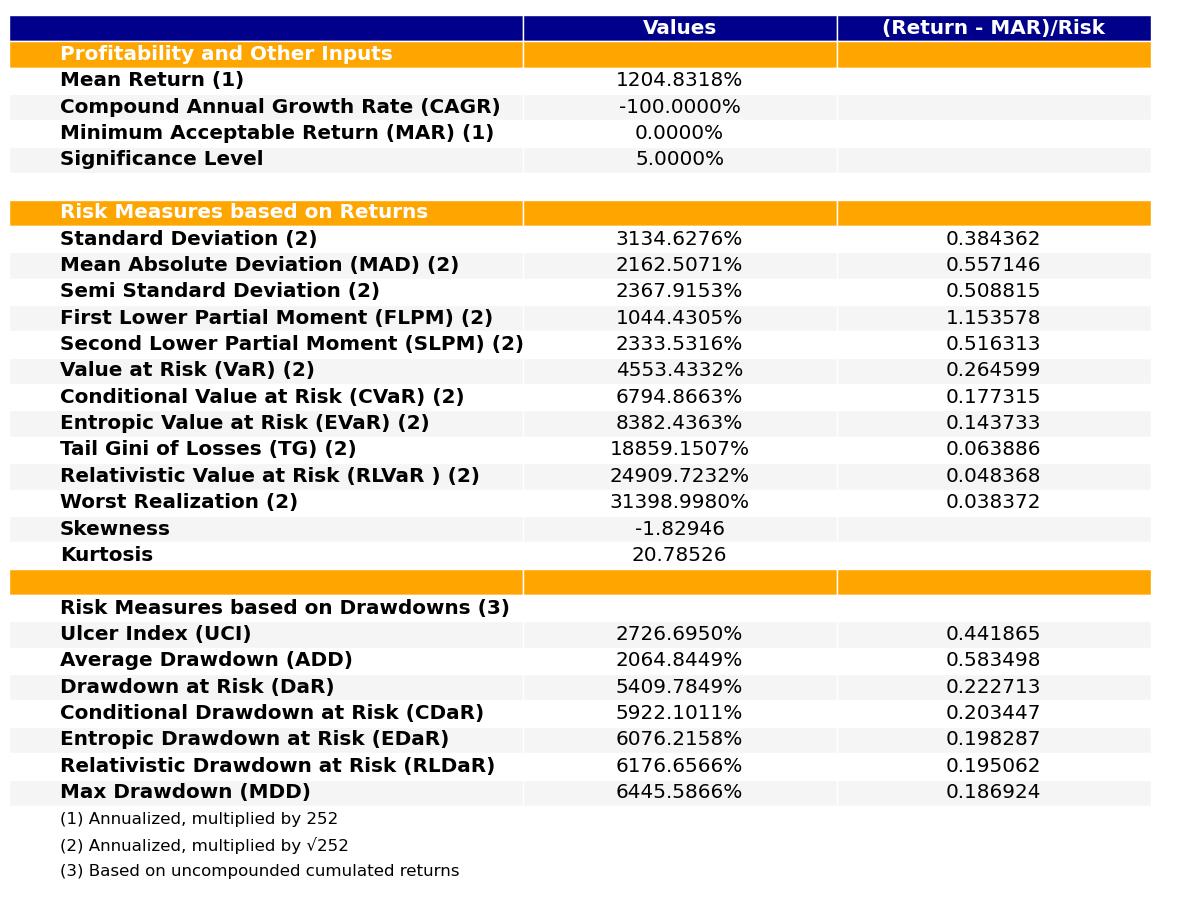 Values (Return - MAR)/Risk
Profitability and Other Inputs
Mean Return (1) 1204.8318%
Compound Annual Growth Rate (CAGR) -100.0000%
Minimum Acceptable Return (MAR) (1) 0.0000%
Significance Level 5.0000%
Risk Measures based on Returns
Standard Deviation (2) 3134.6276% 0.384362
Mean Absolute Deviation (MAD) (2) 2162.5071% 0.557146
Semi Standard Deviation (2) 2367.9153% 0.508815
First Lower Partial Moment (FLPM) (2) 1044.4305% 1.153578
Second Lower Partial Moment (SLPM) (2) 2333.5316% 0.516313
Value at Risk (VaR) (2) 4553.4332% 0.264599
Conditional Value at Risk (CVaR) (2) 6794.8663% 0.177315
Entropic Value at Risk (EVaR) (2) 8382.4363% 0.143733
Tail Gini of Losses (TG) (2) 18859.1507% 0.063886
Relativistic Value at Risk (RLVaR ) (2) 24909.7232% 0.048368
Worst Realization (2) 31398.9980% 0.038372
Skewness -1.82946
Kurtosis 20.78526
Risk Measures based on Drawdowns (3)
Ulcer Index (UCI) 2726.6950% 0.441865
Average Drawdown (ADD) 2064.8449% 0.583498
Drawdown at Risk (DaR) 5409.7849% 0.222713
Conditional Drawdown at Risk (CDaR) 5922.1011% 0.203447
Entropic Drawdown at Risk (EDaR) 6076.2158% 0.198287
Relativistic Drawdown at Risk (RLDaR) 6176.6566% 0.195062
Max Drawdown (MDD) 6445.5866% 0.186924
(1) Annualized, multiplied by 252
(2) Annualized, multiplied by √252
(3) Based on uncompounded cumulated returns